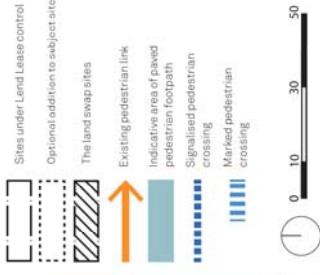 Sites under Lend Lease control
Optional addition to subject site
The land swap sites
Existing pedestrian link
Indicative area of paved
pedestrian footpath
Signalised pedestrian
crossing
Marked pedestrian
crossing
0 10 30 50